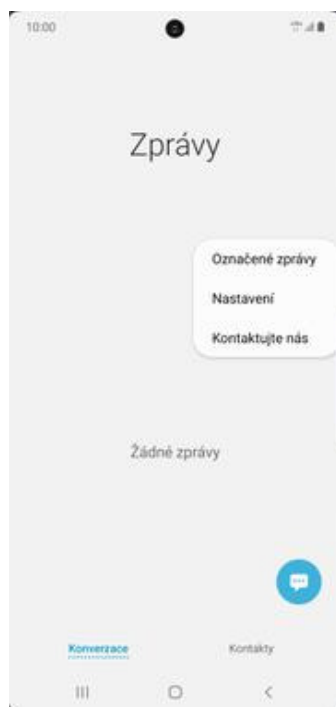 10:00
Zprávy
Označené zprávy
Nastavení
Kontaktujte nás
Žádné zprávy
Konverzace
Kontakty